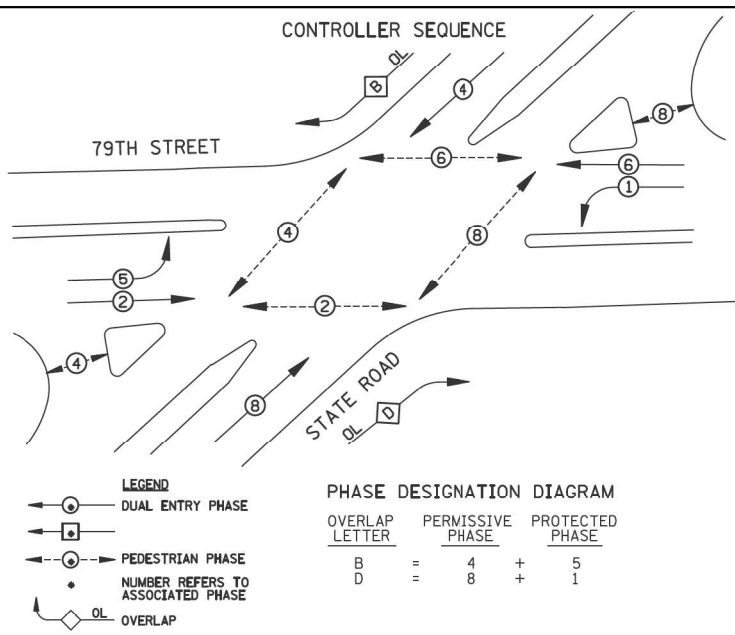 CONTROLLER SEQUENCE
OL
B
4
8
79TH STREET
6
6
1
4
8
5
2
2
4
8
STATE ROAD
OL
D
LEGEND
DUAL ENTRY PHASE
PEDESTRIAN PHASE
* NUMBER REFERS TO
ASSOCIATED PHASE
OL OVERLAP
PHASE DESIGNATION DIAGRAM
OVERLAP LETTER PERMISSIVE PHASE PROTECTED PHASE
B = 4 + 5
D = 8 + 1